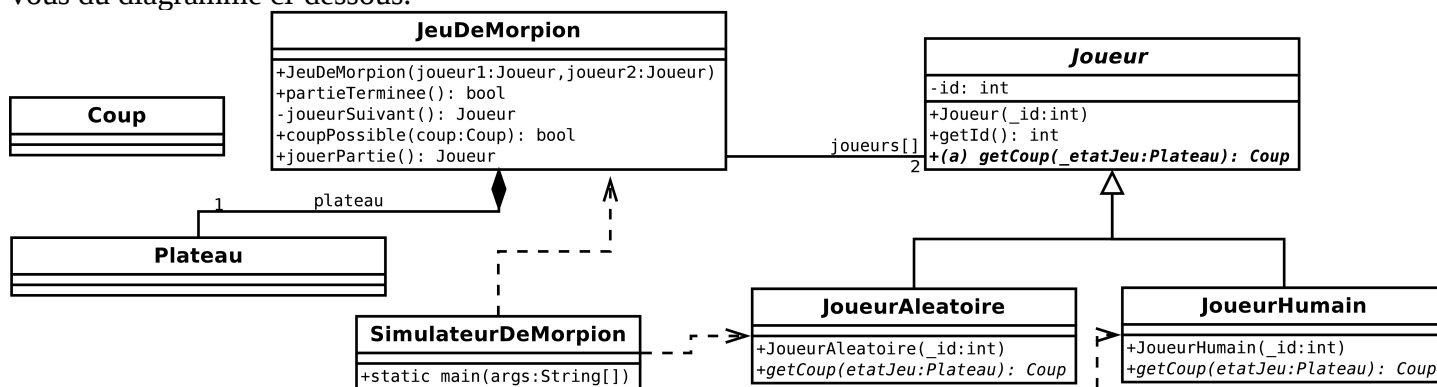 vous du diagramme ci-dessous.
JeuDeMorpion
+JeuDeMorpion(joueur1:Joueur,joueur2:Joueur)
+partieTerminee(): bool
-joueurSuivant(): Joueur
+coupPossible(coup:Coup): bool
+jouerPartie(): Joueur
Joueur
-id: int
+Joueur(_id:int)
+getId(): int
+(a) getCoup(_etatJeu:Plateau): Coup
Coup
joueurs[]
2
1
plateau
Plateau
SimulateurDeMorpion
+static main(args:String[])
JoueurAleatoire
+JoueurAleatoire(_id:int)
+getCoup(etatJeu:Plateau): Coup
JoueurHumain
+JoueurHumain(_id:int)
+getCoup(etatJeu:Plateau): Coup